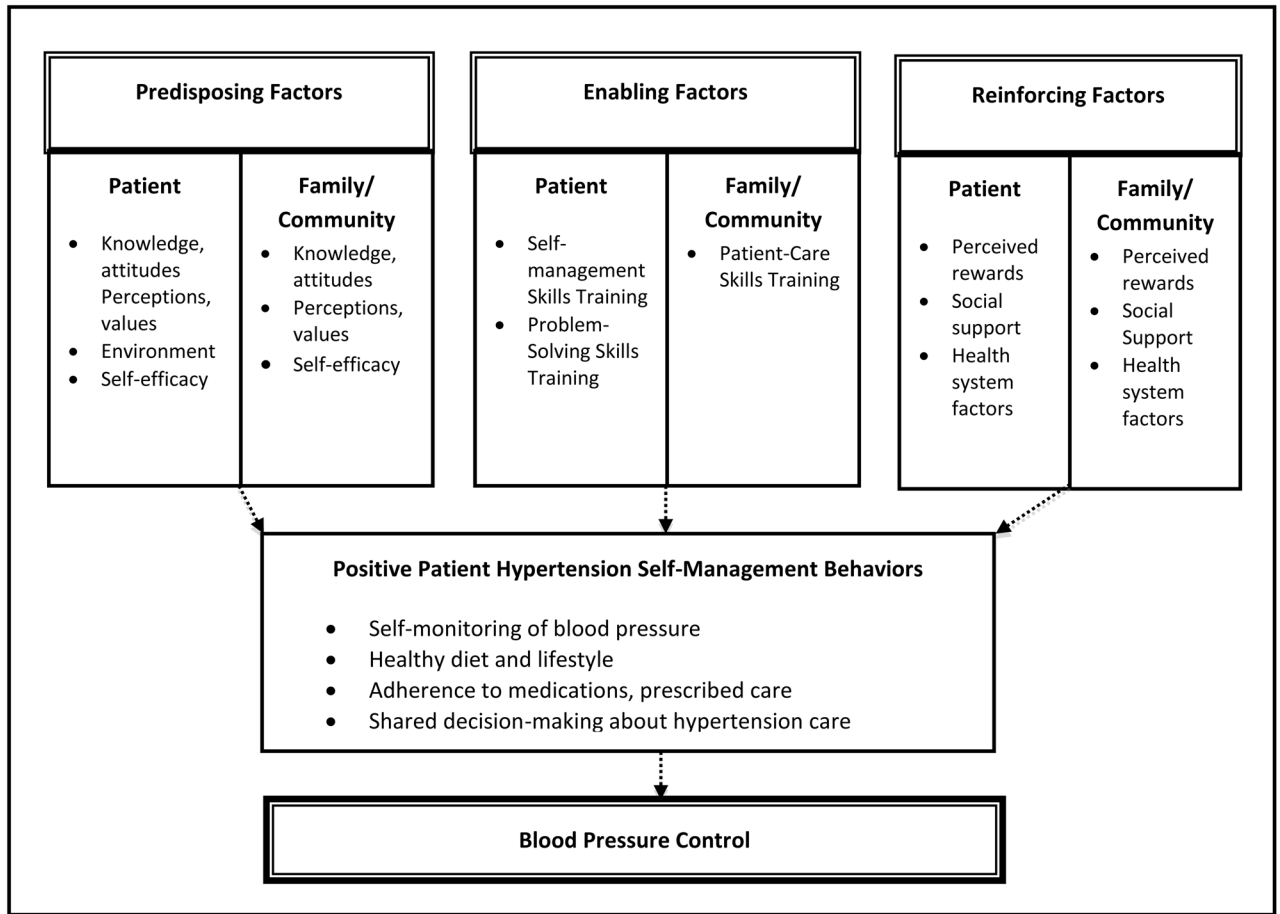 Predisposing Factors
Patient
Knowledge,
attitudes
Perceptions,
values
Environment
Self-efficacy
Family/
Community
Knowledge,
attitudes
Perceptions,
values
Self-efficacy
Enabling Factors
Patient
Self-
management
Skills Training
Problem-
Solving Skills
Training
Family/
Community
Patient-Care
Skills Training
Reinforcing Factors
Patient
Perceived
rewards
Social
support
Health
system
factors
Family/
Community
Perceived
rewards
Social
Support
Health
system
factors
Positive Patient Hypertension Self-Management Behaviors
Self-monitoring of blood pressure
Healthy diet and lifestyle
Adherence to medications, prescribed care
Shared decision-making about hypertension care
Blood Pressure Control